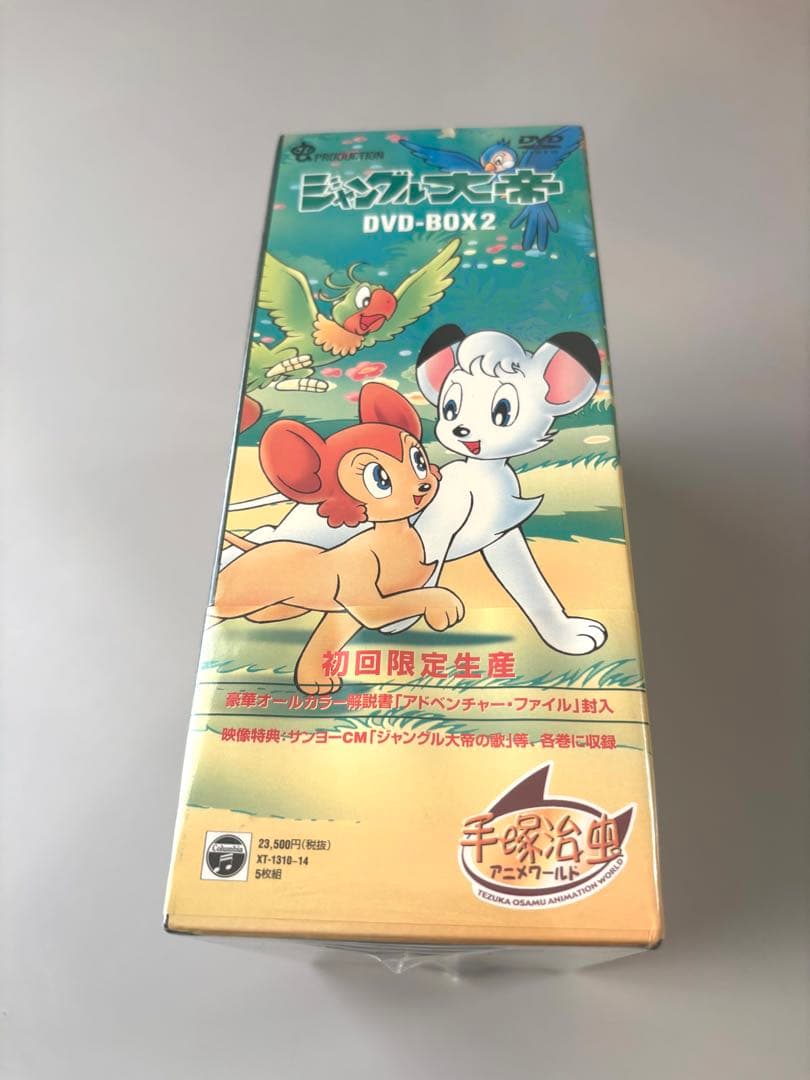 PRODUCTION
DVD
VIDEO
ジャングル大帝
DVD-BOX2
初回限定生産
豪華オールカラー解説書「アドベンチャー・ファイル」封入
映像特典:サンヨーCM「ジャングル大帝の歌」等、各巻に収録
Columbia
23,500円(税抜)
XT-1310~14
5枚組
手塚治虫
アニメワールド
TEZUKA OSAMU ANIMATION WORLD